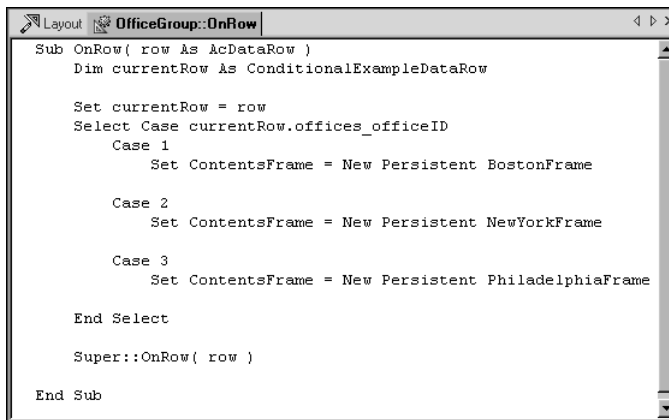 Layout OfficeGroup::OnRow
Sub OnRow( row As AcDataRow )
Dim currentRow As ConditionalExampleDataRow
Set currentRow = row
Select Case currentRow.offices_officeID
Case 1
Set ContentsFrame = New Persistent BostonFrame
Case 2
Set ContentsFrame = New Persistent NewYorkFrame
Case 3
Set ContentsFrame = New Persistent PhiladelphiaFrame
End Select
Super::OnRow( row )
End Sub